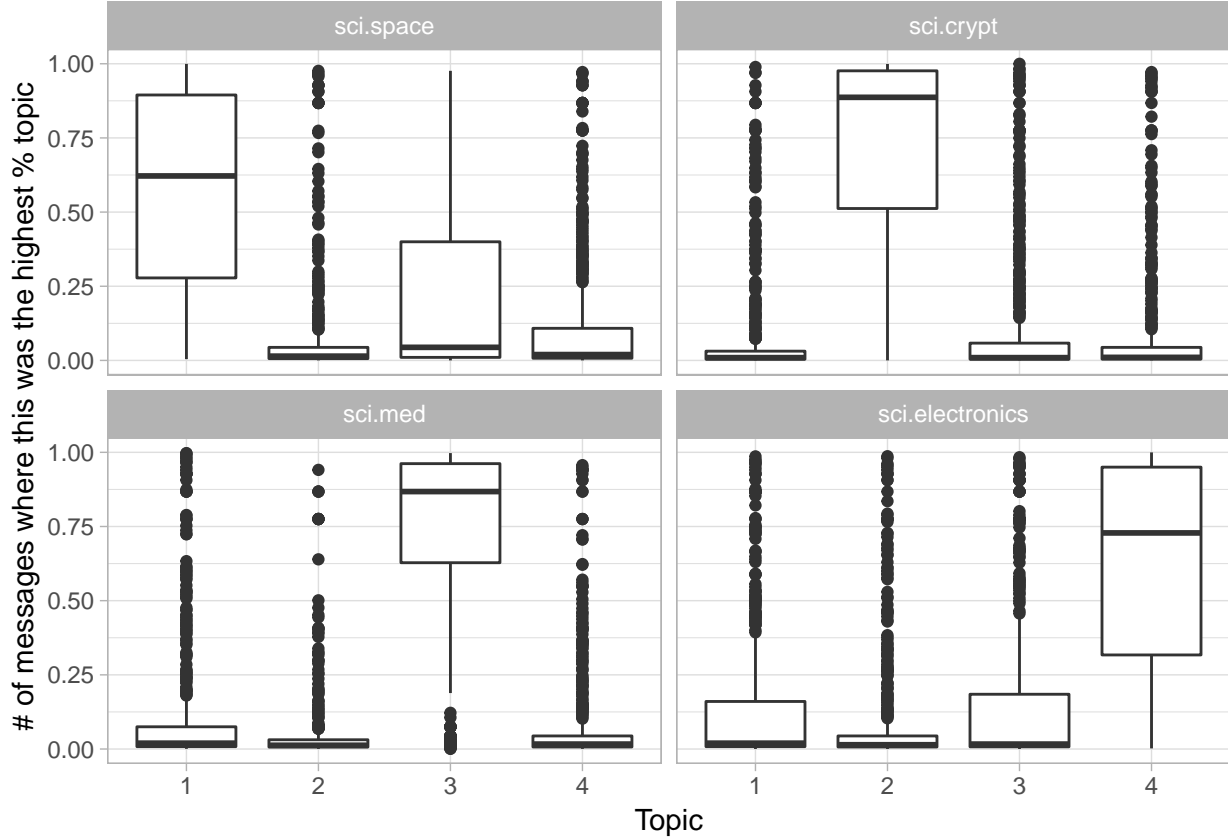 sci.space
sci.crypt
1.00
0.75
0.50
0.25
0.00
sci.med
sci.electronics
1.00
0.75
0.50
0.25
0.00
1 2 3 4
1 2 3 4
Topic
# of messages where this was the highest % topic